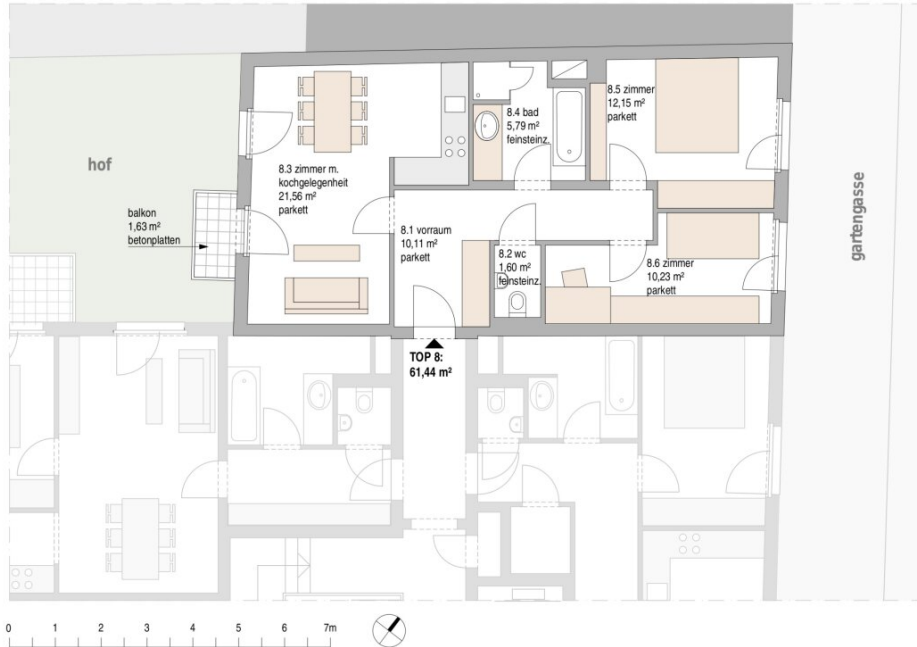 hof
balkon
1,63 m²
betonplatten
8.3 zimmer m.
kochgelegenheit
21,56 m²
parkett
8.1 vorraum
10,11 m²
parkett
8.4 bad
5,79 m²
feinsteinz.
8.2 wc
1,60 m²
feinsteinz.
8.5 zimmer
12,15 m²
parkett
8.6 zimmer
10,23 m²
parkett
gartengasse
TOP 8:
61,44 m²
0 1 2 3 4 5 6 7m